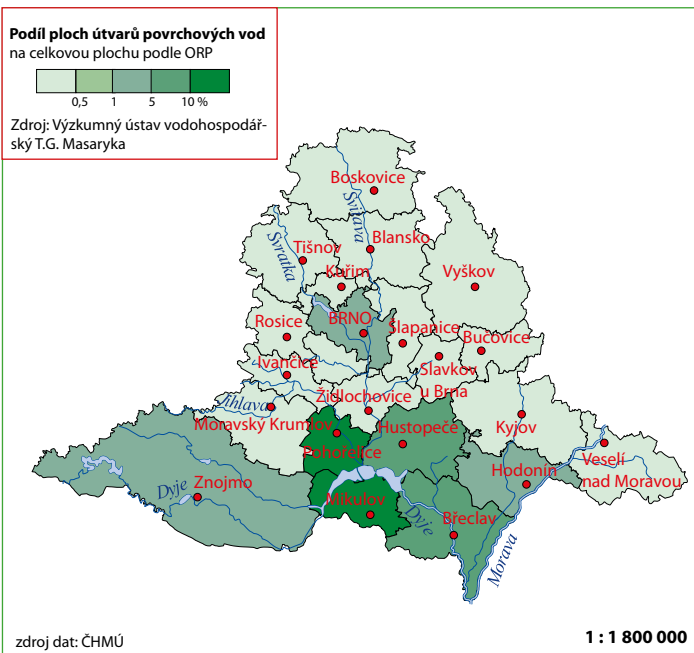 Podíl ploch útvarů povrchových vod
na celkovou plochu podle ORP
0,5 1 5 10 %
Zdroj: Výzkumný ústav vodohospodář-
ský T.G. Masaryka
Boskovice
Svitava
Svratka
Tišnov
Blansko
Kuřim
Vyškov
Rosice
BRNO
Šlapanice
Bučovice
Ivančice
Slavkov
u Brna
Židlochovice
Jihlava
Moravský Krumlov
Hustopeče
Kyjov
Pohořelice
Veselí
nad Moravou
Hodonín
Znojmo
Dyje
Mikulov
Dyje
Břeclav
Morava
zdroj dat: ČHMÚ
1 : 1 800 000